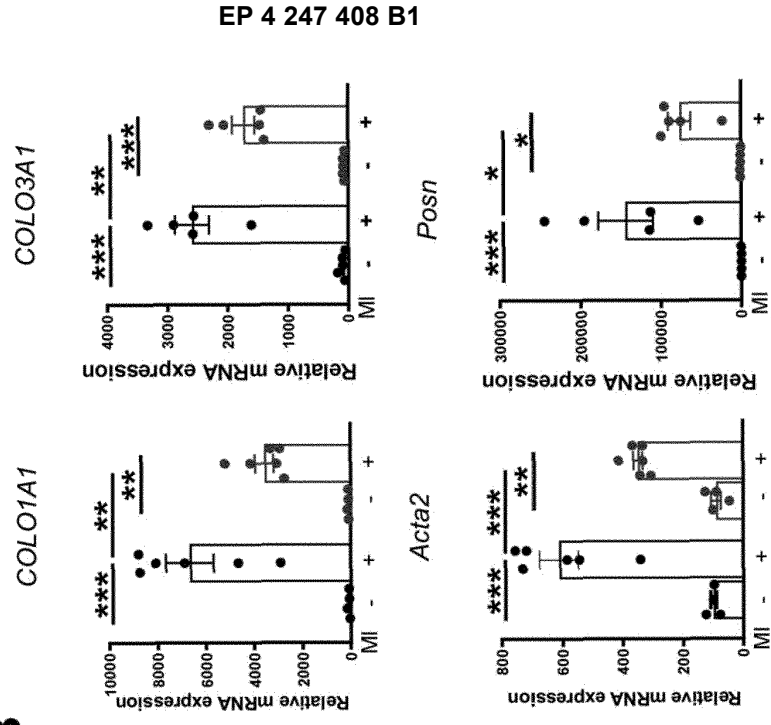 EP 4 247 408 B1
COLO1A1
Relative mRNA expression
10000
8000
6000
4000
2000
0
*** ** **
MI - + - +
COLO3A1
Relative mRNA expression
4000
3000
2000
1000
0
*** ** ***
MI - + - +
Acta2
Relative mRNA expression
800
600
400
200
0
*** *** **
- + - +
Posn
Relative mRNA expression
300000
200000
100000
0
*** * *
MI - + - +